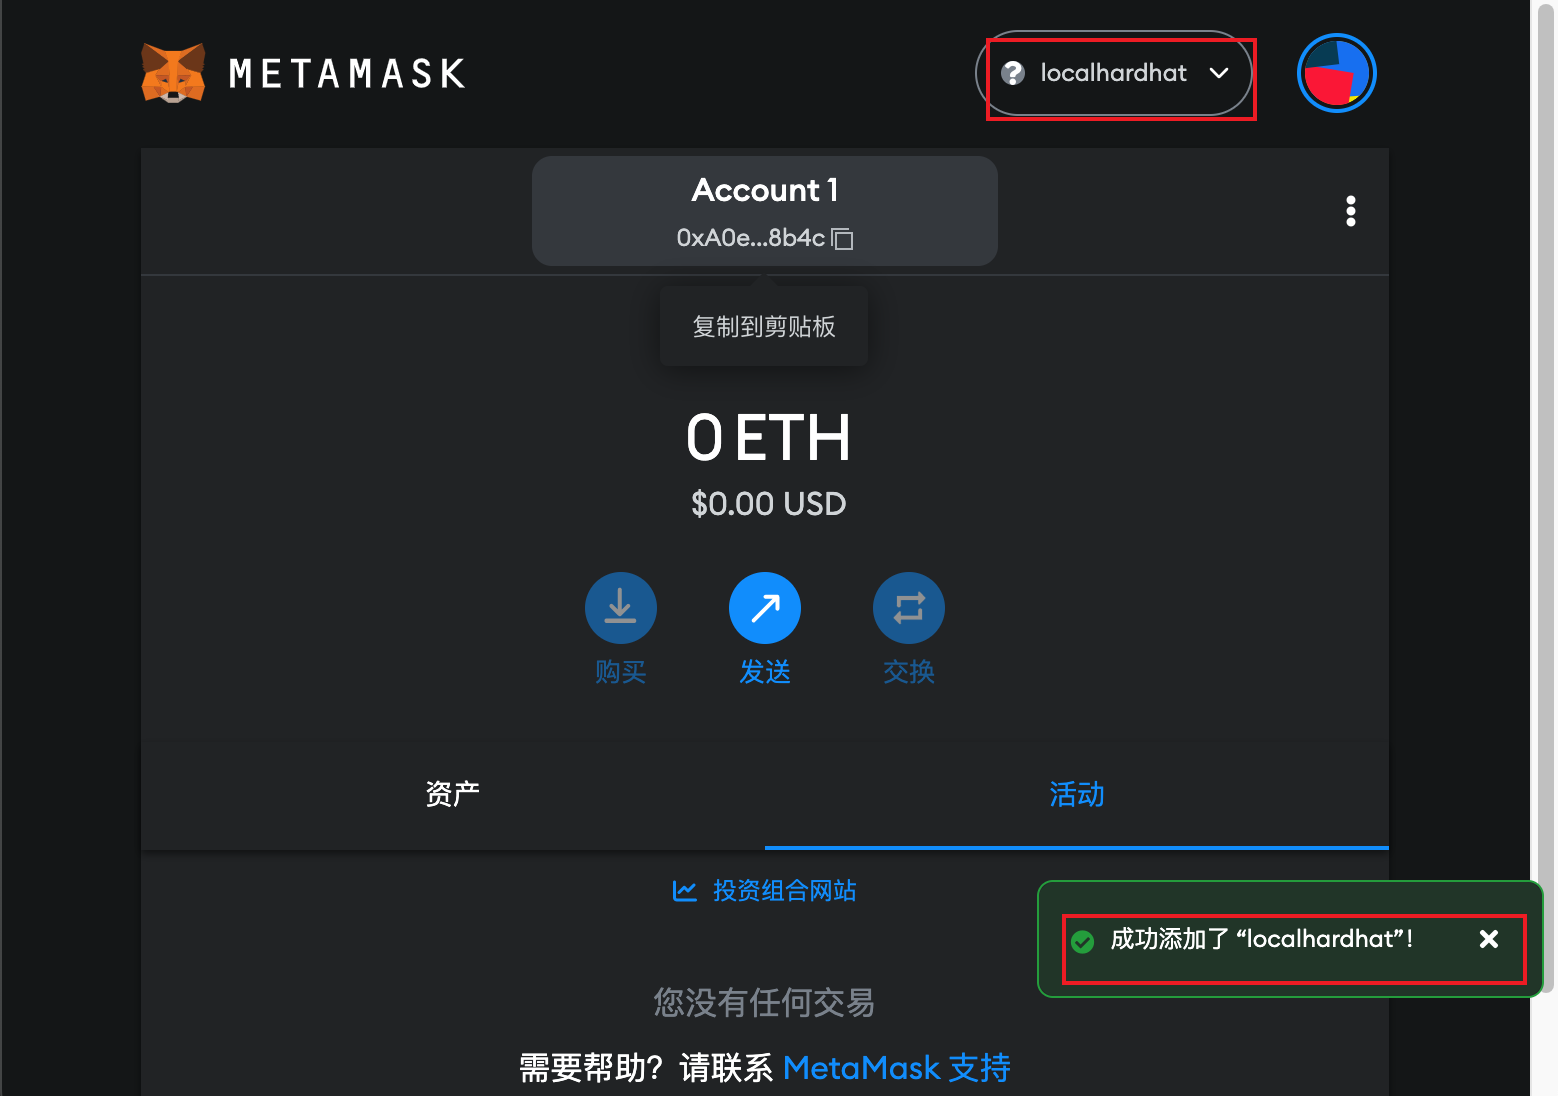 METAMASK
localhardhat
Account 1
0xA0e...8b4c
复制到剪贴板
0 ETH
$0.00 USD
购买
发送
交换
资产
活动
投资组合网站
成功添加了 “localhardhat”!
您没有任何交易
需要帮助？请联系 MetaMask 支持